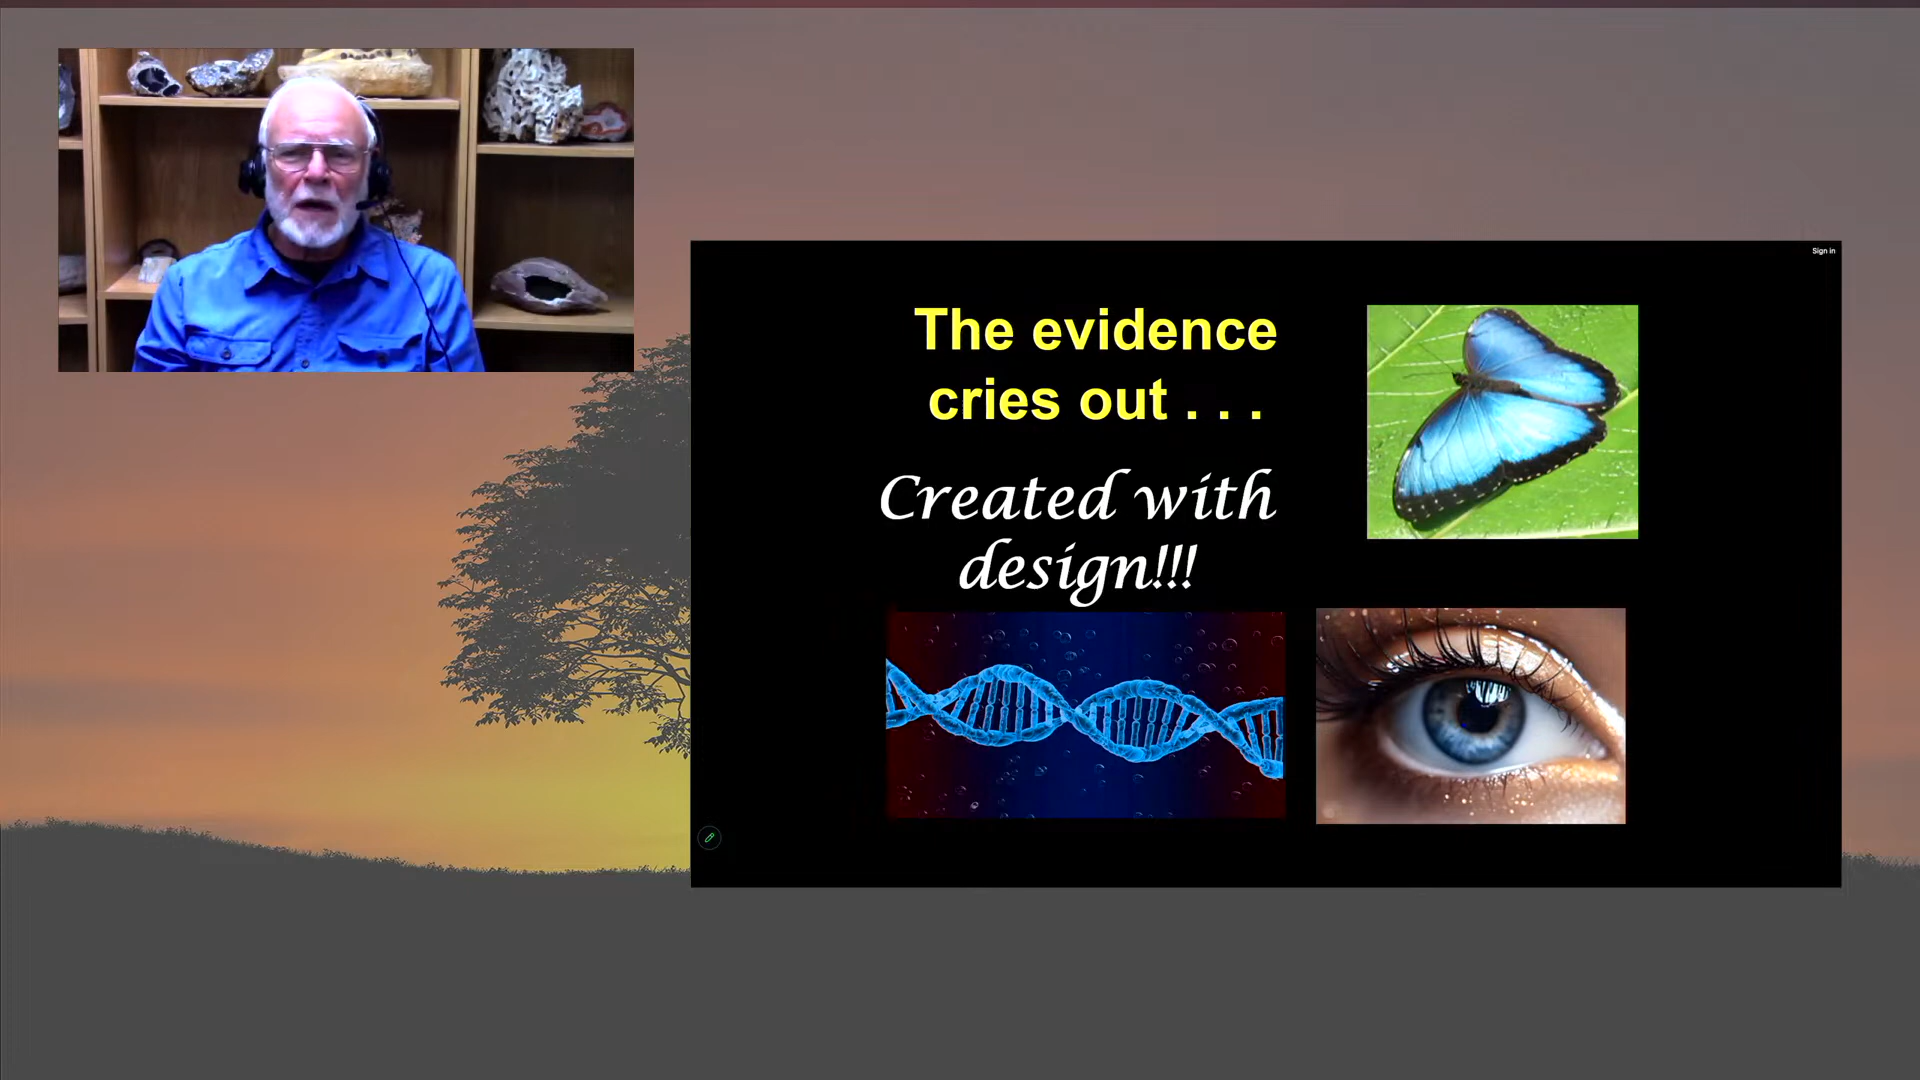 Sign in
The evidence
cries out . . .
Created with
design!!!